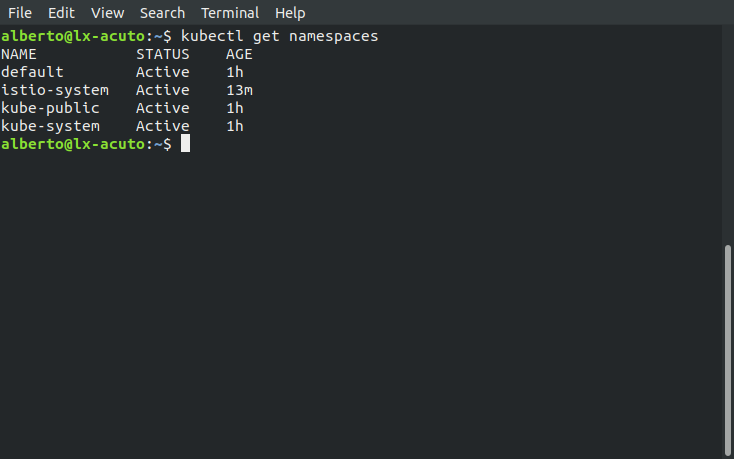 File Edit View Search Terminal Help
alberto@lx-acuto:~$ kubectl get namespaces
NAME           STATUS    AGE
default        Active    1h
istio-system   Active    13m
kube-public    Active    1h
kube-system    Active    1h
alberto@lx-acuto:~$